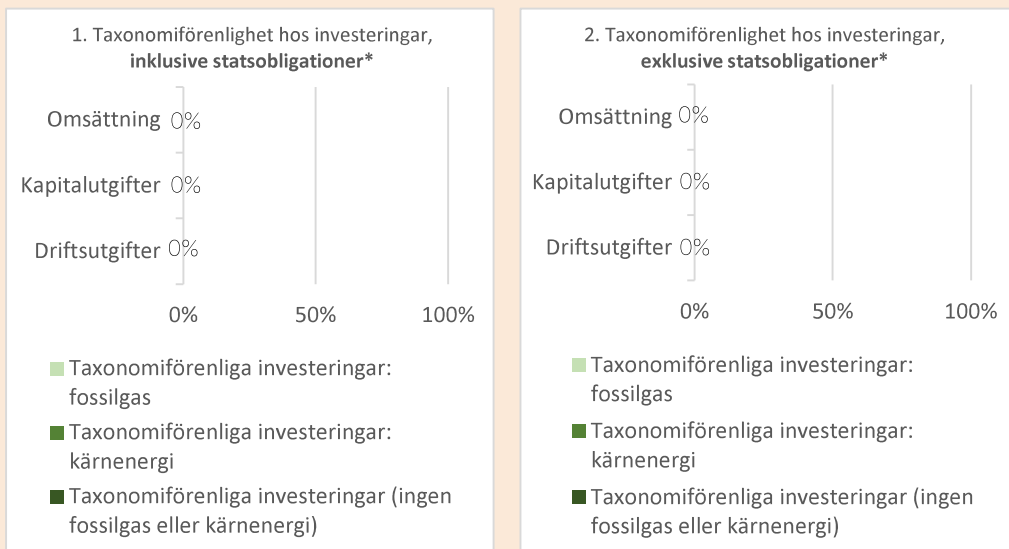 1. Taxonomiförenlighet hos investeringar,
inklusive statsobligationer*
Omsättning 0%
Kapitalutgifter 0%
Driftsutgifter 0%
0% 50% 100%
Taxonomiförenliga investeringar:
fossilgas
Taxonomiförenliga investeringar:
kärnenergi
Taxonomiförenliga investeringar (ingen
fossilgas eller kärnenergi)
2. Taxonomiförenlighet hos investeringar,
exklusive statsobligationer*
Omsättning 0%
Kapitalutgifter 0%
Driftsutgifter 0%
0% 50% 100%
Taxonomiförenliga investeringar:
fossilgas
Taxonomiförenliga investeringar:
kärnenergi
Taxonomiförenliga investeringar (ingen
fossilgas eller kärnenergi)